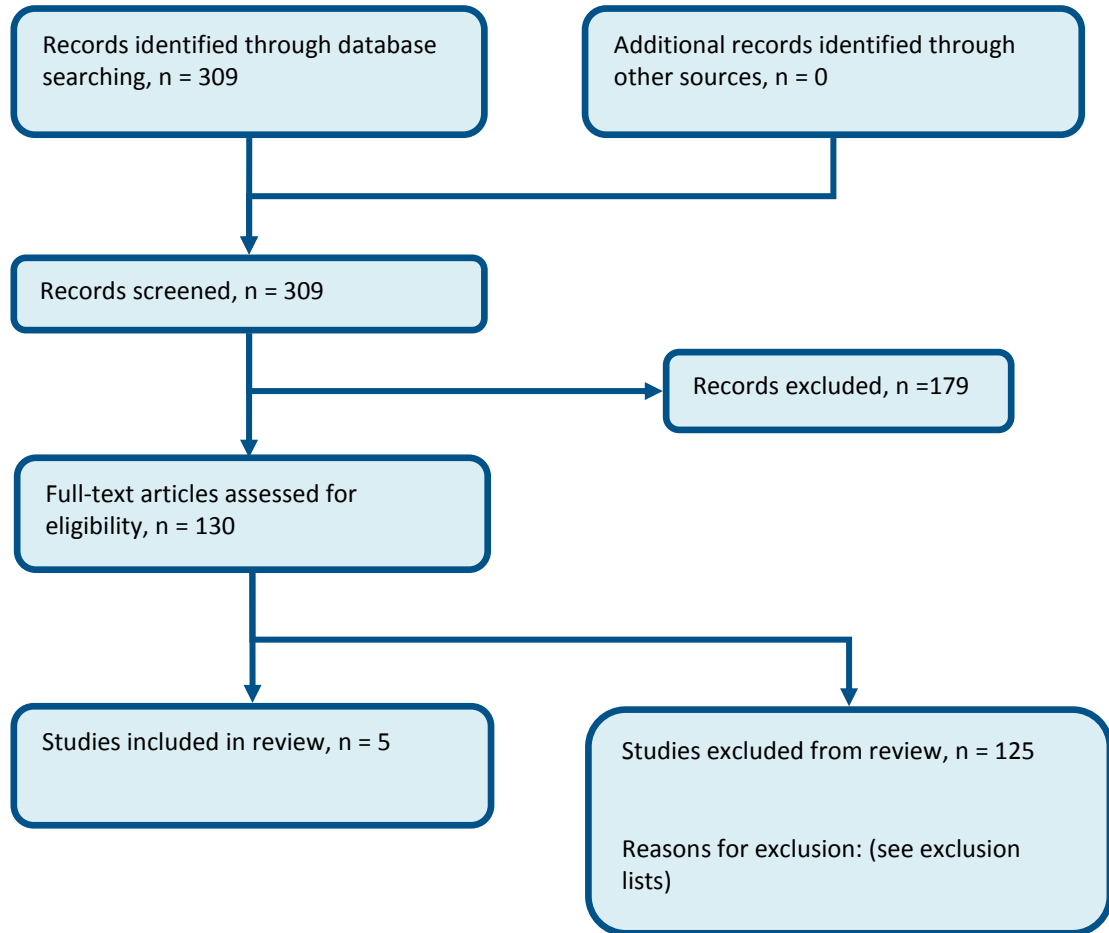 Records identified through database
searching, n = 309
Additional records identified through
other sources, n = 0
Records screened, n = 309
Records excluded, n =179
Full-text articles assessed for
eligibility, n = 130
Studies included in review, n = 5
Studies excluded from review, n = 125
Reasons for exclusion: (see exclusion
lists)